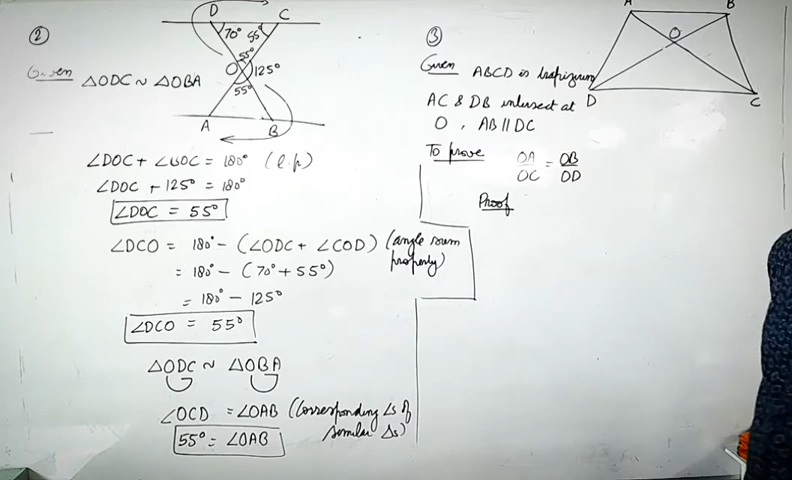 ②
D C
70° 55°
55°
O 125°
55°
A B
Given △ODC ~ △OBA
∠DOC + ∠BOC = 180° (l.p)
∠DOC + 125° = 180°
∠DOC = 55°
∠DCO = 180° - (∠ODC + ∠COD) (angle sum property)
= 180° - (70° + 55°)
= 180° - 125°
∠DCO = 55°
△ODC ~ △OBA
∠OCD = ∠OAB (corresponding ∠s of similar △s)
55° = ∠OAB
③
A B
O
D C
Given ABCD is trapizium
AC & DB intersect at
O , AB || DC
To prove OA/OC = OB/OD
Proof